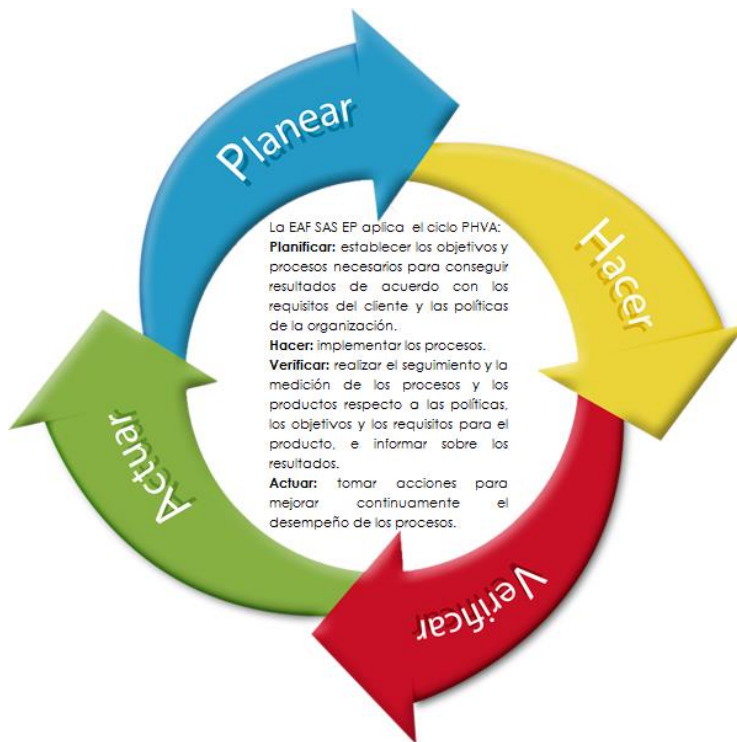 Planear
Hacer
La EAF SAS EP aplica el ciclo PHVA:
Planificar: establecer los objetivos y
procesos necesarios para conseguir
resultados de acuerdo con los
requisitos del cliente y las políticas
de la organización.
Hacer: implementar los procesos.
Verificar: realizar el seguimiento y la
medición de los procesos y los
productos respecto a las políticas,
los objetivos y los requisitos para el
producto, e informar sobre los
resultados.
Actuar: tomar acciones para
mejorar continuamente el
desempeño de los procesos.
Verificar
Actuar